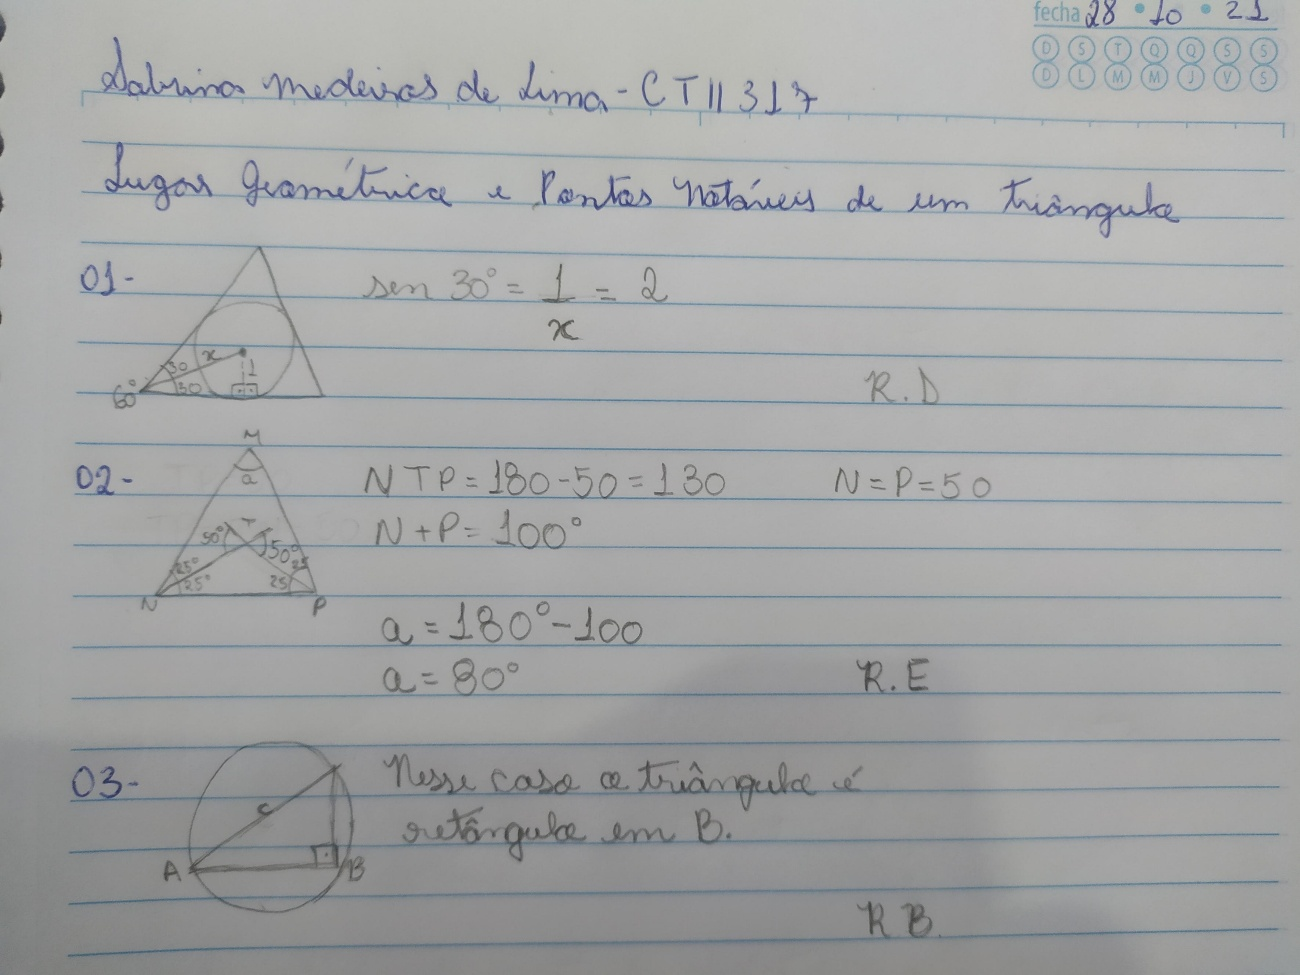 fecha 28 • 10 • 21
D S T Q Q S S
D L M M J V S
Sabrina Medeiros de Lima - CTII 317
Lugar Geométrico e Pontos Notáveis de um triângulo
01-
sen 30° = 1/x = 2
30 x 1
60° 30
R. D
M
02-
a
NTP = 180 - 50 = 130 N = P = 50
N + P = 100°
50° T 50°
25° 25
25° 25
N P
a = 180° - 100
a = 80°
R. E
03-
Nesse caso o triângulo é
retângulo em B.
C
A B
R B.